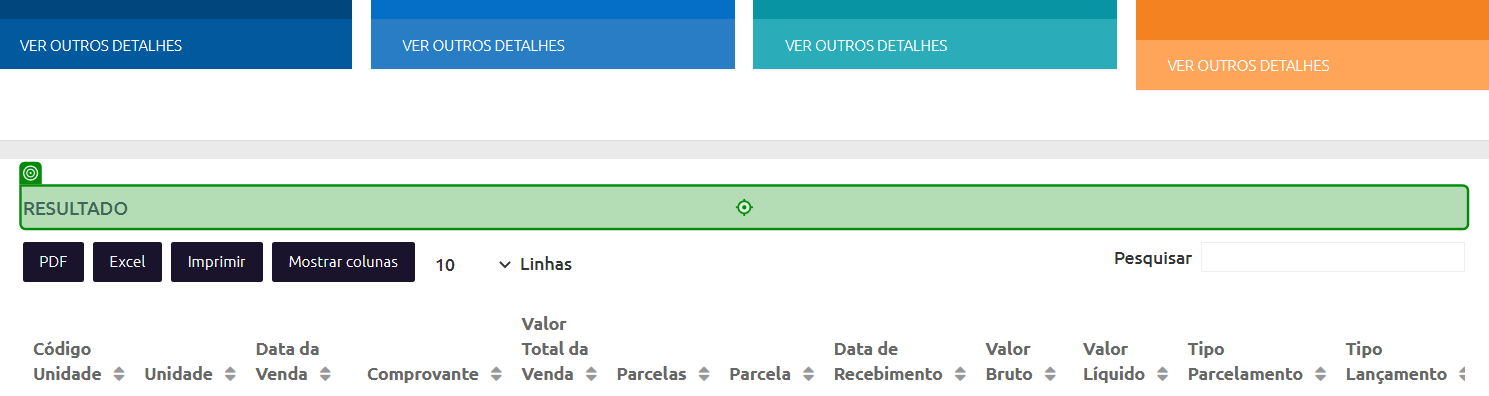 VER OUTROS DETALHES VER OUTROS DETALHES VER OUTROS DETALHES
VER OUTROS DETALHES
RESULTADO
PDF Excel Imprimir Mostrar colunas 10 Linhas Pesquisar
Valor
Código Data da Total da Data de Valor Valor Tipo Tipo
Unidade Unidade Venda Comprovante Venda Parcelas Parcela Recebimento Bruto Líquido Parcelamento Lançamento